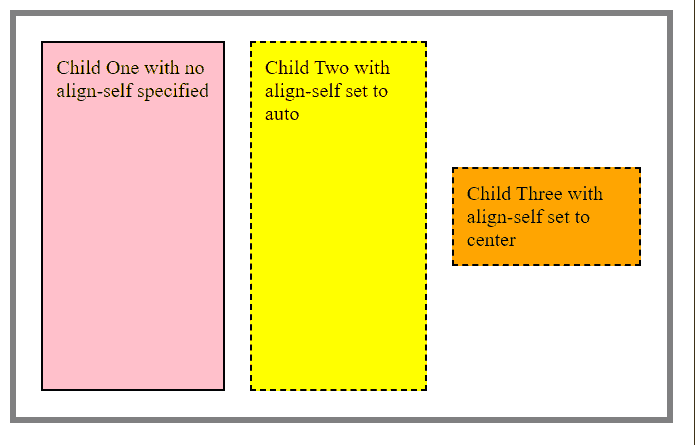 Child One with no
align-self specified
Child Two with
align-self set to
auto
Child Three with
align-self set to
center